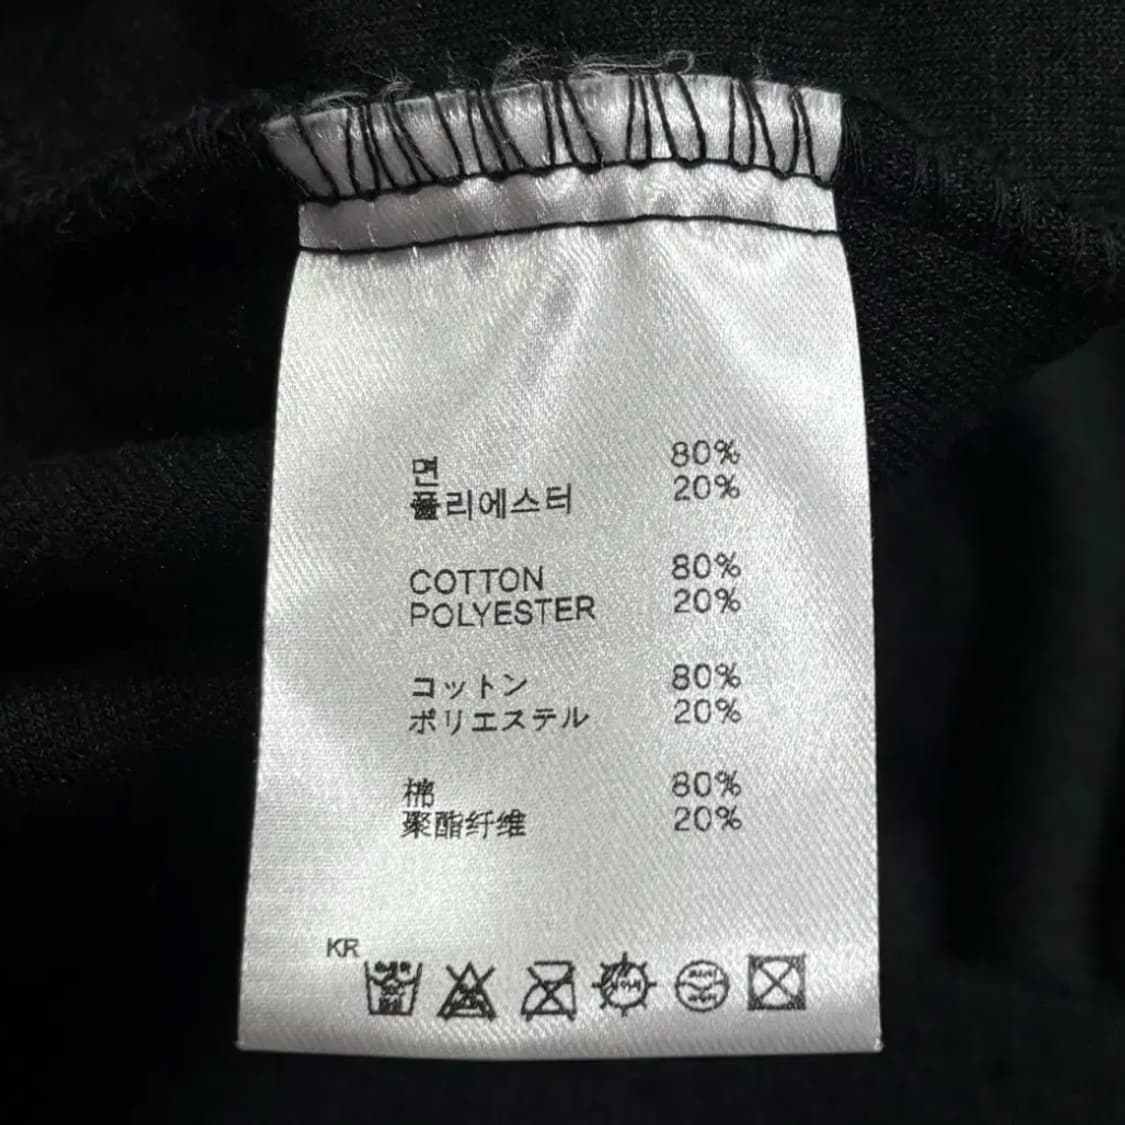 면 80%
폴리에스터 20%
COTTON 80%
POLYESTER 20%
コットン 80%
ポリエステル 20%
棉 80%
聚酯纤维 20%
KR